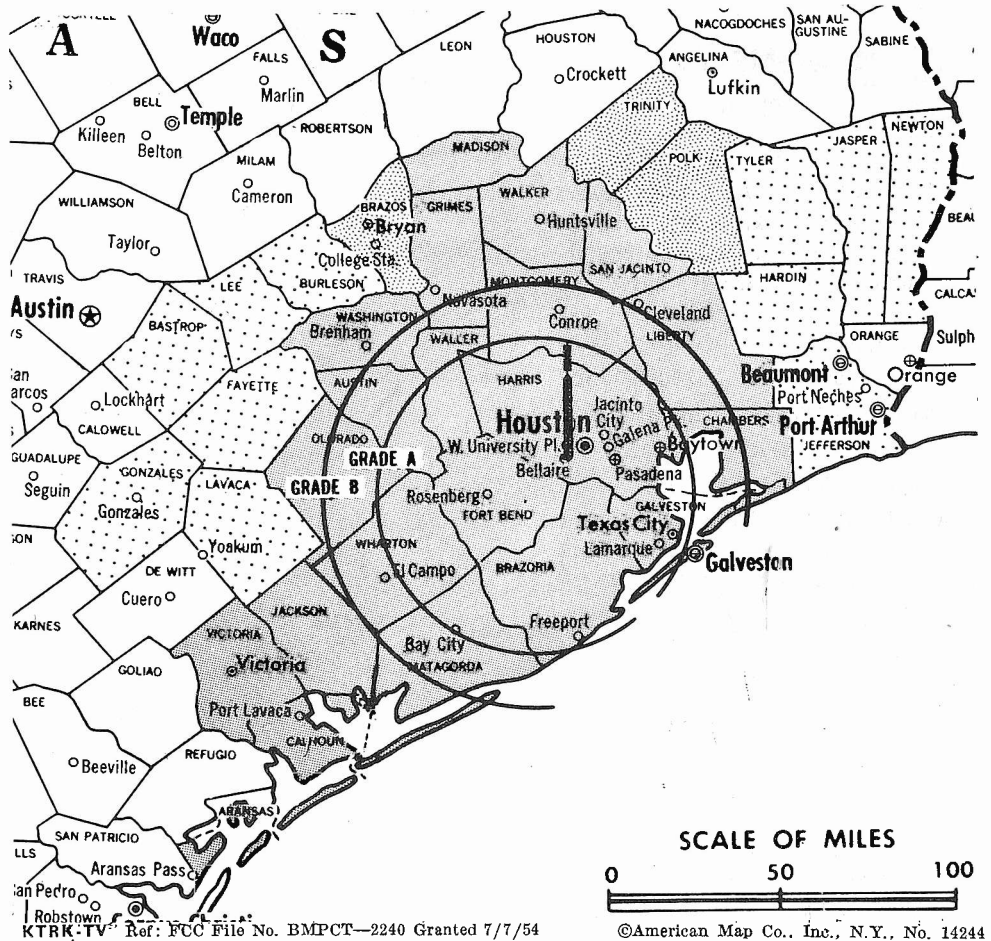 A S
Waco
LEON
HOUSTON
NACOGDOCHES
SAN AU-
GUSTINE
SABINE
FALLS
Marlin
Crockett
ANGELINA
Lufkin
BELL
Temple
Killeen
Belton
ROBERTSON
TRINITY
MADISON
POLK
TYLER
JASPER
NEWTON
MILAM
Cameron
WILLIAMSON
Taylor
BRAZOS
Bryan
College Sta.
GRIMES
WALKER
Huntsville
TRAVIS
Austin
LEE
BURLESON
SAN JACINTO
MONTGOMERY
HARDIN
Navasota
Cleveland
Conroe
LIBERTY
BASTROP
WASHINGTON
Brenham
WALLER
ORANGE
Orange
Beaumont
Port Neches
Port Arthur
JEFFERSON
FAYETTE
AUSTIN
HARRIS
Lockhart
CALDWELL
Houston
Jacinto
City
Galena P.
CHAMBERS
Baytown
W. University Pl.
Bellaire
Pasadena
COLORADO
GRADE A
GRADE B
GUADALUPE
Seguin
GONZALES
Gonzales
LAVACA
Yoakum
Rosenberg
FORT BEND
GALVESTON
Texas City
Lamarque
Galveston
WHARTON
El Campo
BRAZORIA
DE WITT
Cuero
KARNES
JACKSON
Freeport
VICTORIA
Victoria
Bay City
MATAGORDA
GOLIAD
BEE
Port Lavaca
CALHOUN
Beeville
REFUGIO
ARANSAS
SAN PATRICIO
Aransas Pass
Robstown
SCALE OF MILES
0 50 100
KTRK-TV Ref: FCC File No. BMPCT—2240 Granted 7/7/54
©American Map Co., Inc., N.Y., No. 14244